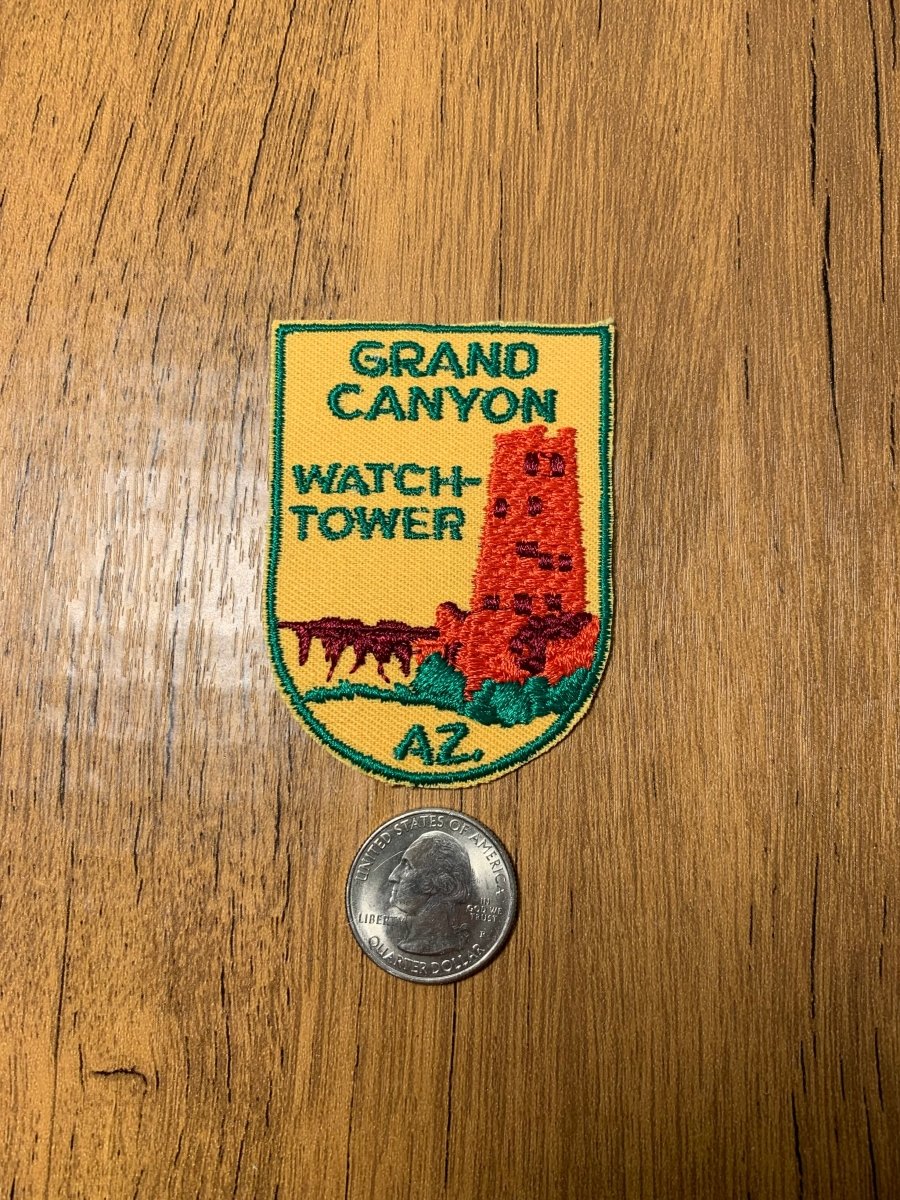 GRAND
CANYON
WATCH-
TOWER
AZ.
UNITED STATES OF AMERICA
LIBERTY
IN
GOD WE
TRUST
P
QUARTER DOLLAR